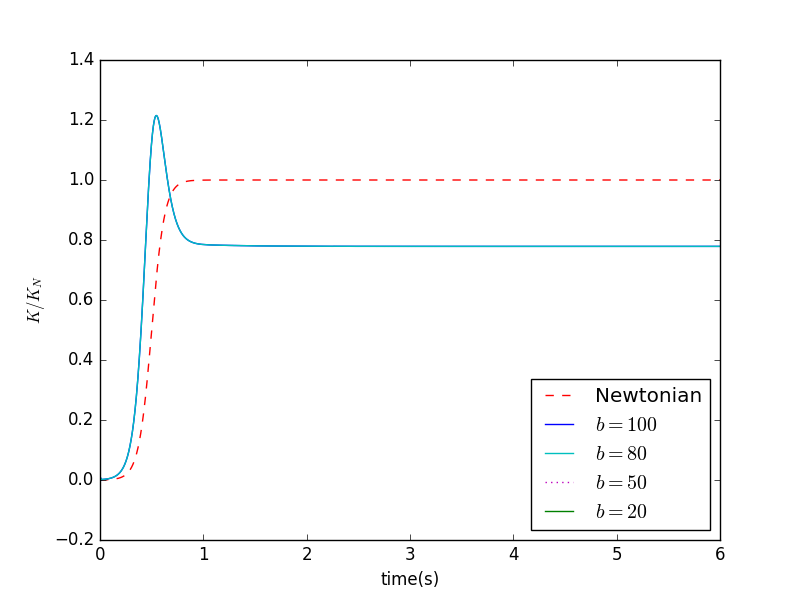 1.4
1.2
1.0
0.8
0.6
0.4
0.2
0.0
−0.2
K/K_N
0 1 2 3 4 5 6
time(s)
Newtonian
b = 100
b = 80
b = 50
b = 20